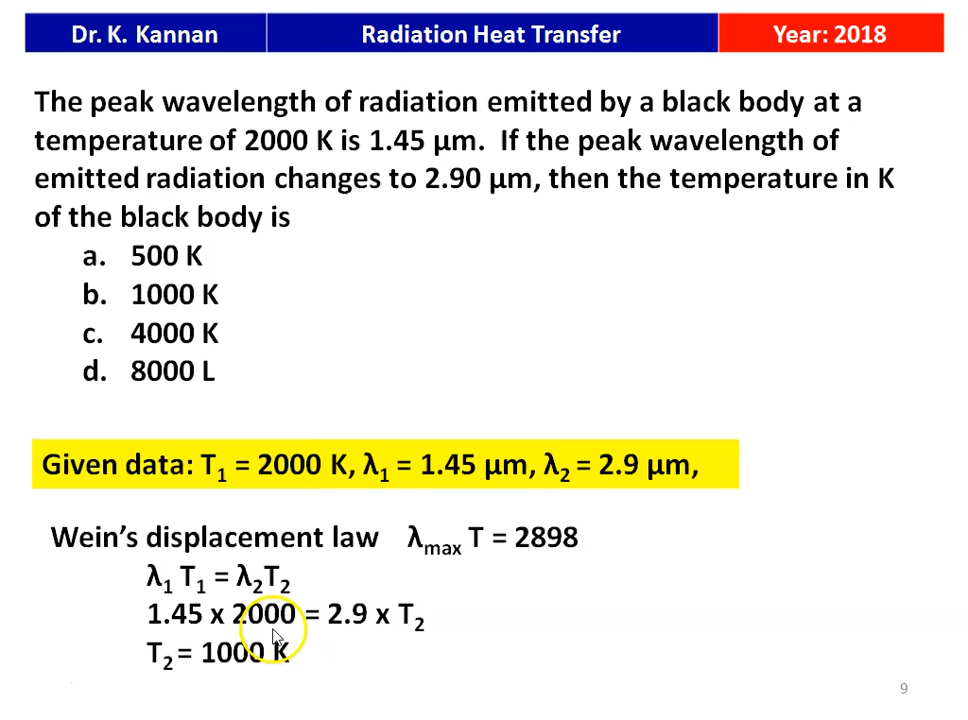 Dr. K. Kannan Radiation Heat Transfer Year: 2018
The peak wavelength of radiation emitted by a black body at a
temperature of 2000 K is 1.45 µm. If the peak wavelength of
emitted radiation changes to 2.90 µm, then the temperature in K
of the black body is
a. 500 K
b. 1000 K
c. 4000 K
d. 8000 L
Given data: T₁ = 2000 K, λ₁ = 1.45 µm, λ₂ = 2.9 µm,
Wein’s displacement law λmax T = 2898
λ₁ T₁ = λ₂T₂
1.45 x 2000 = 2.9 x T₂
T₂ = 1000 K
9